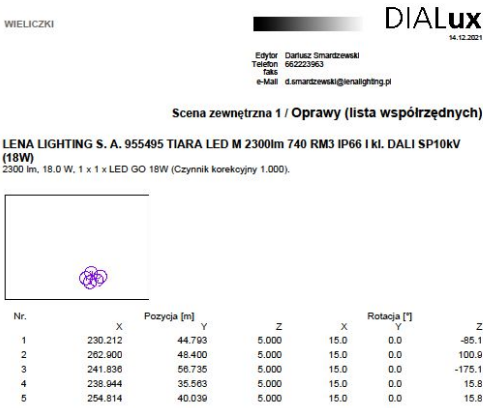 WIELICZKI
DIALux
14.12.2021
Edytor Dariusz Smardzewski
Telefon 662223963
faks
e-Mail d.smardzewski@lenalighting.pl
Scena zewnętrzna 1 / Oprawy (lista współrzędnych)
LENA LIGHTING S. A. 955495 TIARA LED M 2300lm 740 RM3 IP66 I kl. DALI SP10kV
(18W)
2300 lm, 18.0 W, 1 x 1 x LED GO 18W (Czynnik korekcyjny 1.000).
Nr. Pozycja [m] Rotacja [°]
X Y Z X Y Z
1 230.212 44.793 5.000 15.0 0.0 -85.1
2 262.900 48.400 5.000 15.0 0.0 100.9
3 241.836 56.735 5.000 15.0 0.0 -175.1
4 238.944 35.563 5.000 15.0 0.0 15.8
5 254.814 40.039 5.000 15.0 0.0 15.8